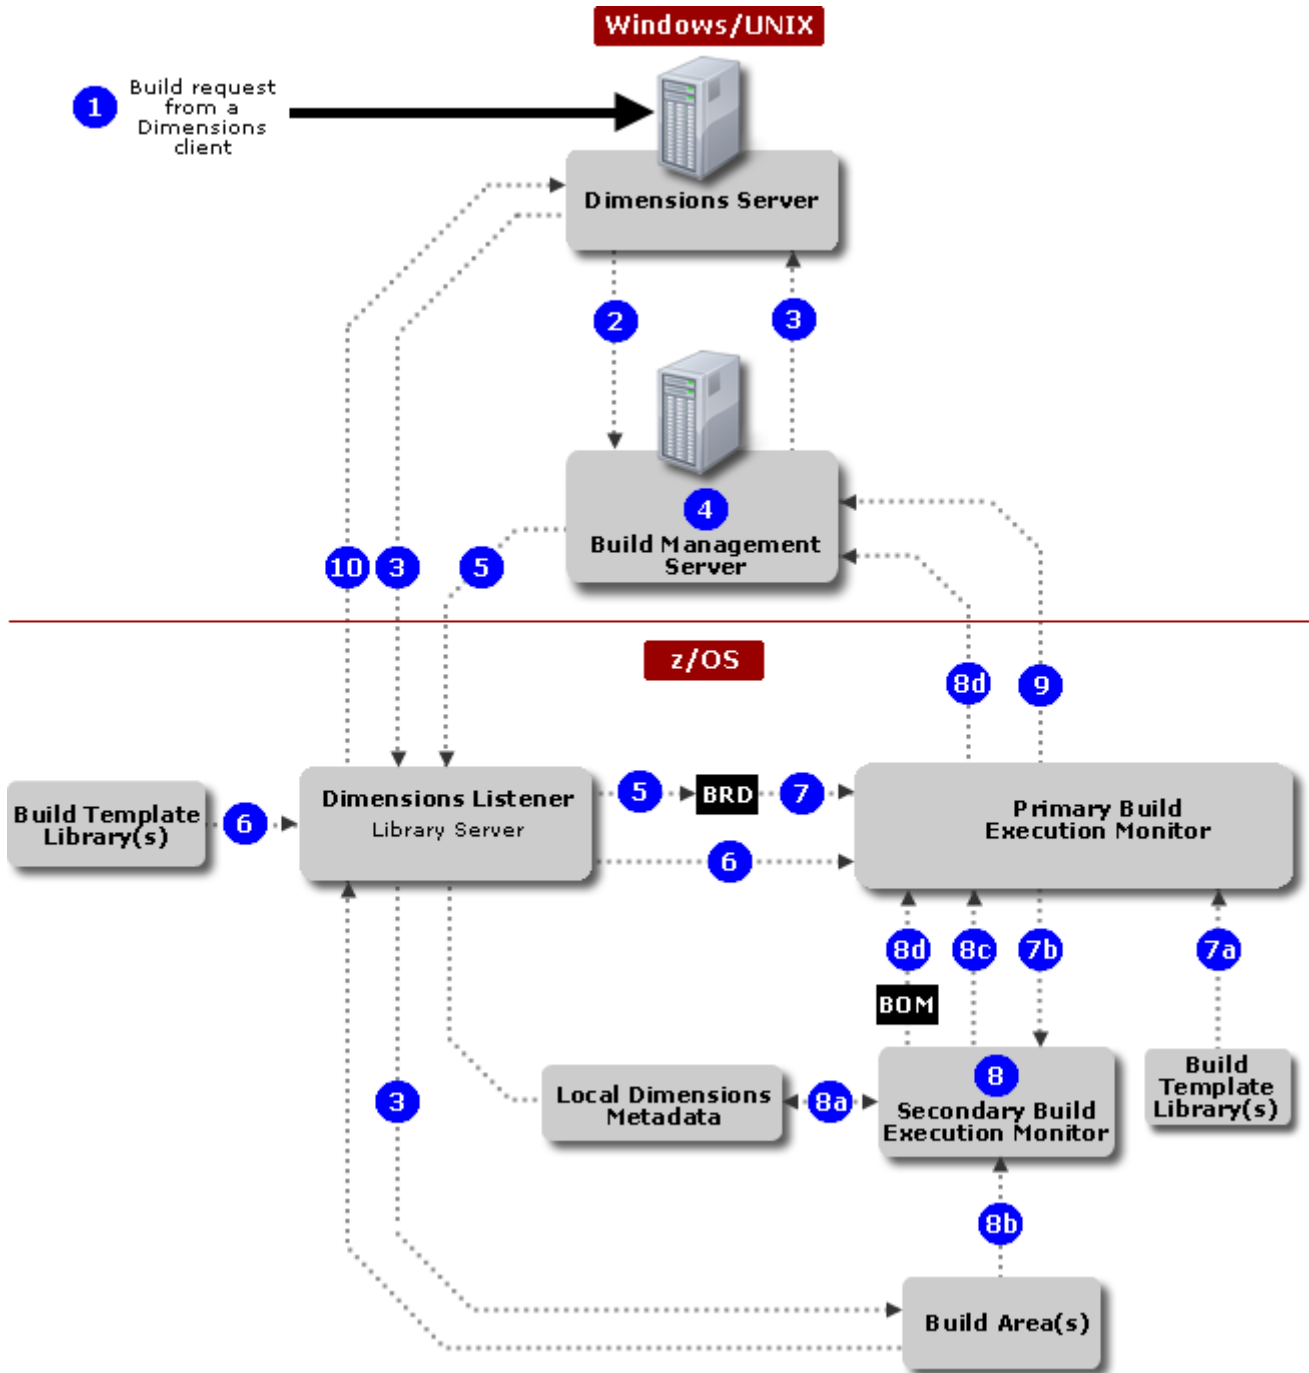 Windows/UNIX
1
Build request
from a
Dimensions
client
Dimensions Server
2
3
4
Build Management
Server
10
3
5
z/OS
8d
9
Build Template
Library(s)
6
Dimensions Listener
Library Server
5
BRD
7
6
Primary Build
Execution Monitor
8d
8c
7b
7a
BOM
3
Local Dimensions
Metadata
8a
8
Secondary Build
Execution Monitor
Build
Template
Library(s)
8b
Build Area(s)